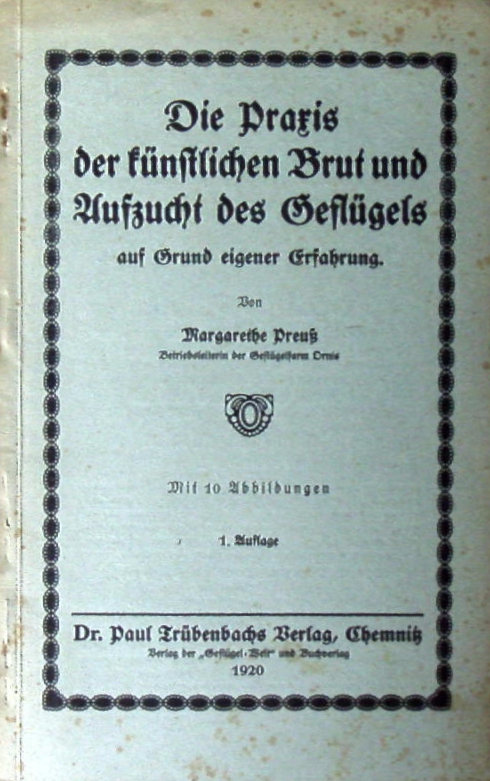 Die Praxis
der künstlichen Brut und
Aufzucht des Geflügels
auf Grund eigener Erfahrung.
Von
Margarethe Preuß
Betriebsleiterin der Geflügelfarm Ornis
Mit 10 Abbildungen
1. Auflage
Dr. Paul Trübenbachs Verlag, Chemnitz
Verlag der „Geflügel-Welt“ und Buchverlag
1920